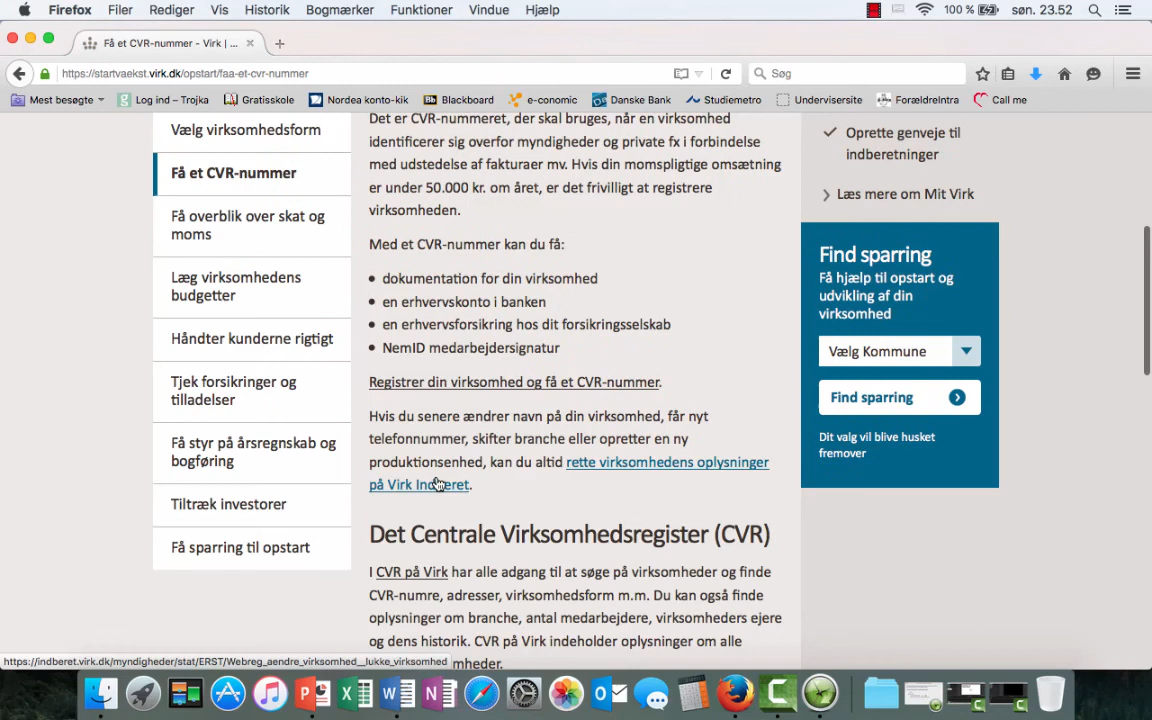 Firefox Filer Rediger Vis Historik Bogmærker Funktioner Vindue Hjælp 100 % søn. 23.52
Få et CVR-nummer - Virk | ...
https://startvaekst.virk.dk/opstart/faa-et-cvr-nummer Søg
Mest besøgte Log ind – Trojka Gratisskole Nordea konto-kik Blackboard e-conomic Danske Bank Studiemetro Undervisersite ForældreIntra Call me
Vælg virksomhedsform
Få et CVR-nummer
Få overblik over skat og
moms
Læg virksomhedens
budgetter
Håndter kunderne rigtigt
Tjek forsikringer og
tilladelser
Få styr på årsregnskab og
bogføring
Tiltræk investorer
Få sparring til opstart
Det er CVR-nummeret, der skal bruges, når en virksomhed
identificerer sig overfor myndigheder og private fx i forbindelse
med udstedelse af fakturaer mv. Hvis din momspligtige omsætning
er under 50.000 kr. om året, er det frivilligt at registrere
virksomheden.
Med et CVR-nummer kan du få:
dokumentation for din virksomhed
en erhvervskonto i banken
en erhvervsforsikring hos dit forsikringsselskab
NemID medarbejdersignatur
Registrer din virksomhed og få et CVR-nummer.
Hvis du senere ændrer navn på din virksomhed, får nyt
telefonnummer, skifter branche eller opretter en ny
produktionsenhed, kan du altid rette virksomhedens oplysninger
på Virk Indberet.
Det Centrale Virksomhedsregister (CVR)
I CVR på Virk har alle adgang til at søge på virksomheder og finde
CVR-numre, adresser, virksomhedsform m.m. Du kan også finde
oplysninger om branche, antal medarbejdere, virksomheders ejere
og dens historik. CVR på Virk indeholder oplysninger om alle
mheder.
Oprette genveje til
indberetninger
Læs mere om Mit Virk
Find sparring
Få hjælp til opstart og
udvikling af din
virksomhed
Vælg Kommune
Find sparring
Dit valg vil blive husket
fremover
https://indberet.virk.dk/myndigheder/stat/ERST/Webreg_aendre_virksomhed__lukke_virksomhed